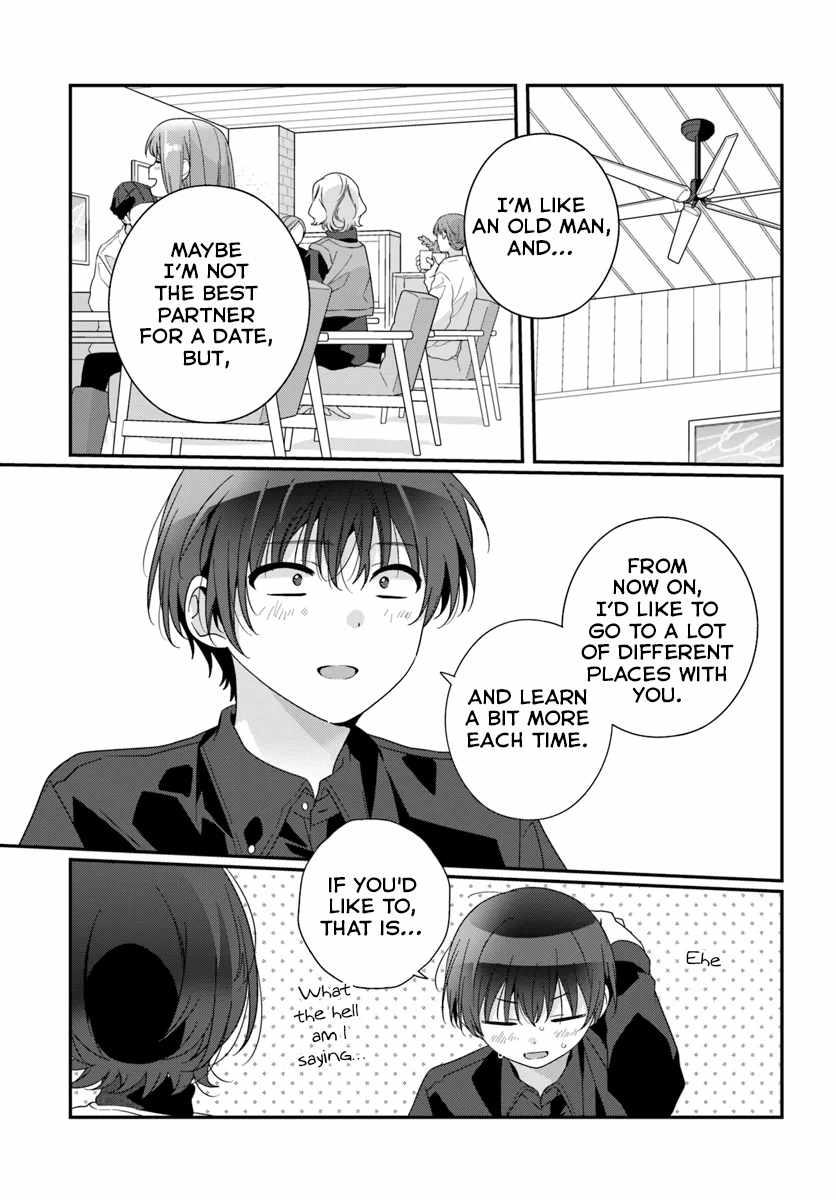 I'M LIKE
AN OLD MAN,
AND...
MAYBE
I'M NOT
THE BEST
PARTNER
FOR A DATE,
BUT,
FROM
NOW ON,
I'D LIKE TO
GO TO A LOT
OF DIFFERENT
PLACES WITH
YOU.
AND LEARN
A BIT MORE
EACH TIME.
Ehe
IF YOU'D
LIKE TO,
THAT IS...
What
the hell
am I
saying...